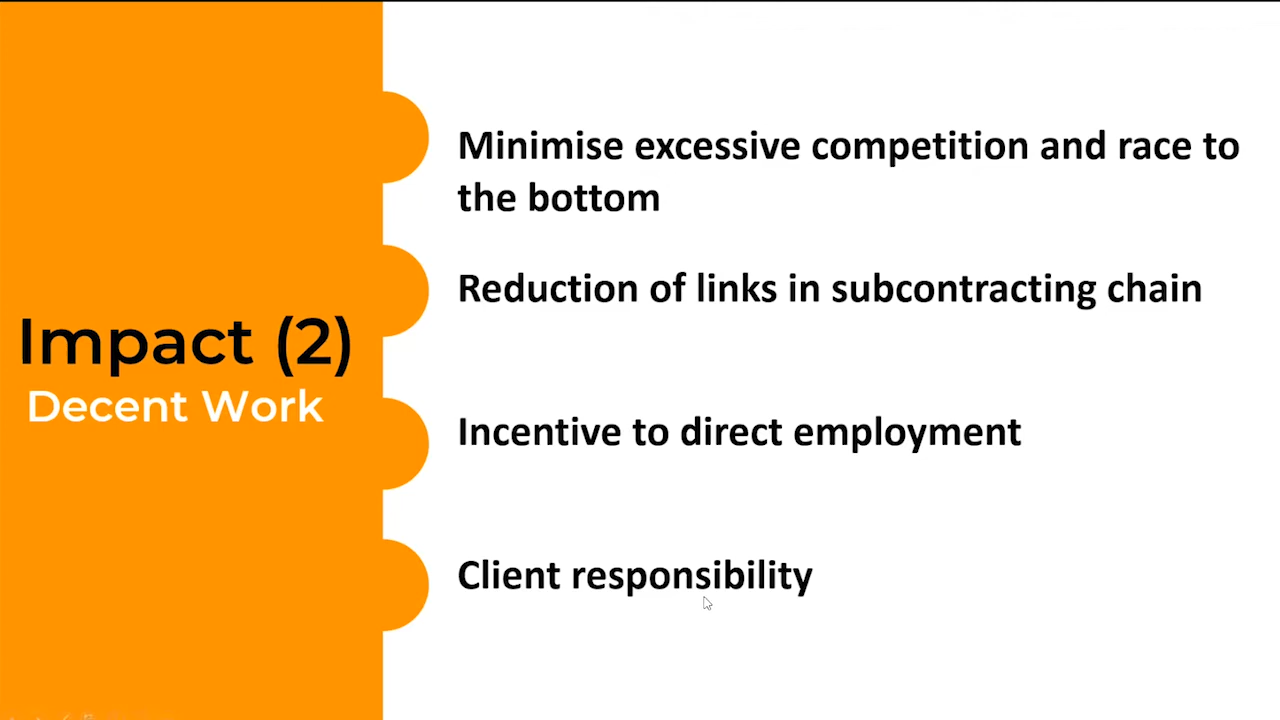 Impact (2)
Decent Work
Minimise excessive competition and race to
the bottom
Reduction of links in subcontracting chain
Incentive to direct employment
Client responsibility